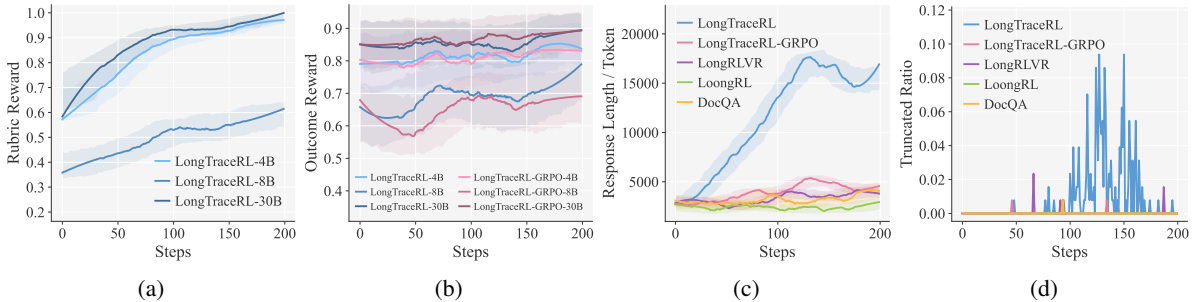 Rubric Reward
1.0
0.9
0.8
0.7
0.6
0.5
0.4
0.3
0.2
LongTraceRL-4B
LongTraceRL-8B
LongTraceRL-30B
0 50 100 150 200
Steps
(a)
Outcome Reward
0.9
0.8
0.7
0.6
0.5
0.4
LongTraceRL-4B
LongTraceRL-8B
LongTraceRL-30B
LongTraceRL-GRPO-4B
LongTraceRL-GRPO-8B
LongTraceRL-GRPO-30B
0 50 100 150 200
Steps
(b)
Response Length / Token
20000
15000
10000
5000
LongTraceRL
LongTraceRL-GRPO
LongRLVR
LoongRL
DocQA
0 50 100 150 200
Steps
(c)
Truncated Ratio
0.12
0.10
0.08
0.06
0.04
0.02
0.00
LongTraceRL
LongTraceRL-GRPO
LongRLVR
LoongRL
DocQA
0 50 100 150 200
Steps
(d)